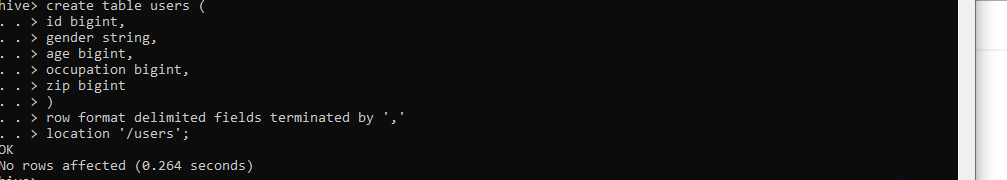 hive> create table users (
. . > id bigint,
. . > gender string,
. . > age bigint,
. . > occupation bigint,
. . > zip bigint
. . > )
. . > row format delimited fields terminated by ','
. . > location '/users';
OK
No rows affected (0.264 seconds)
hive>